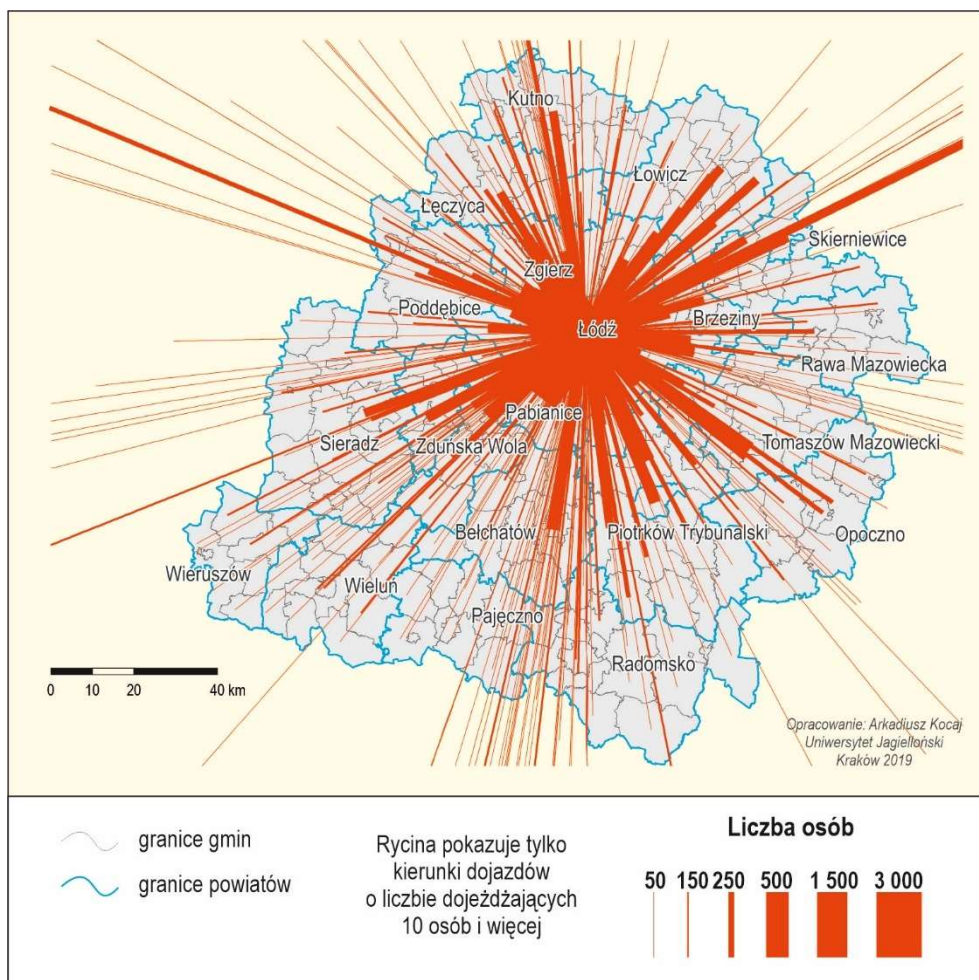 Kutno
Łowicz
Łęczyca
Skierniewice
Zgierz
Poddębice
Brzeziny
Łódź
Rawa Mazowiecka
Pabianice
Sieradz
Zduńska Wola
Tomaszów Mazowiecki
Bełchatów
Piotrków Trybunalski
Opoczno
Wieruszów
Wieluń
Pajęczno
Radomsko
0 10 20 40 km
Opracowanie: Arkadiusz Kocaj
Uniwersytet Jagielloński
Kraków 2019
granice gmin
granice powiatów
Rycina pokazuje tylko
kierunki dojazdów
o liczbie dojeżdżających
10 osób i więcej
Liczba osób
50 150 250 500 1 500 3 000